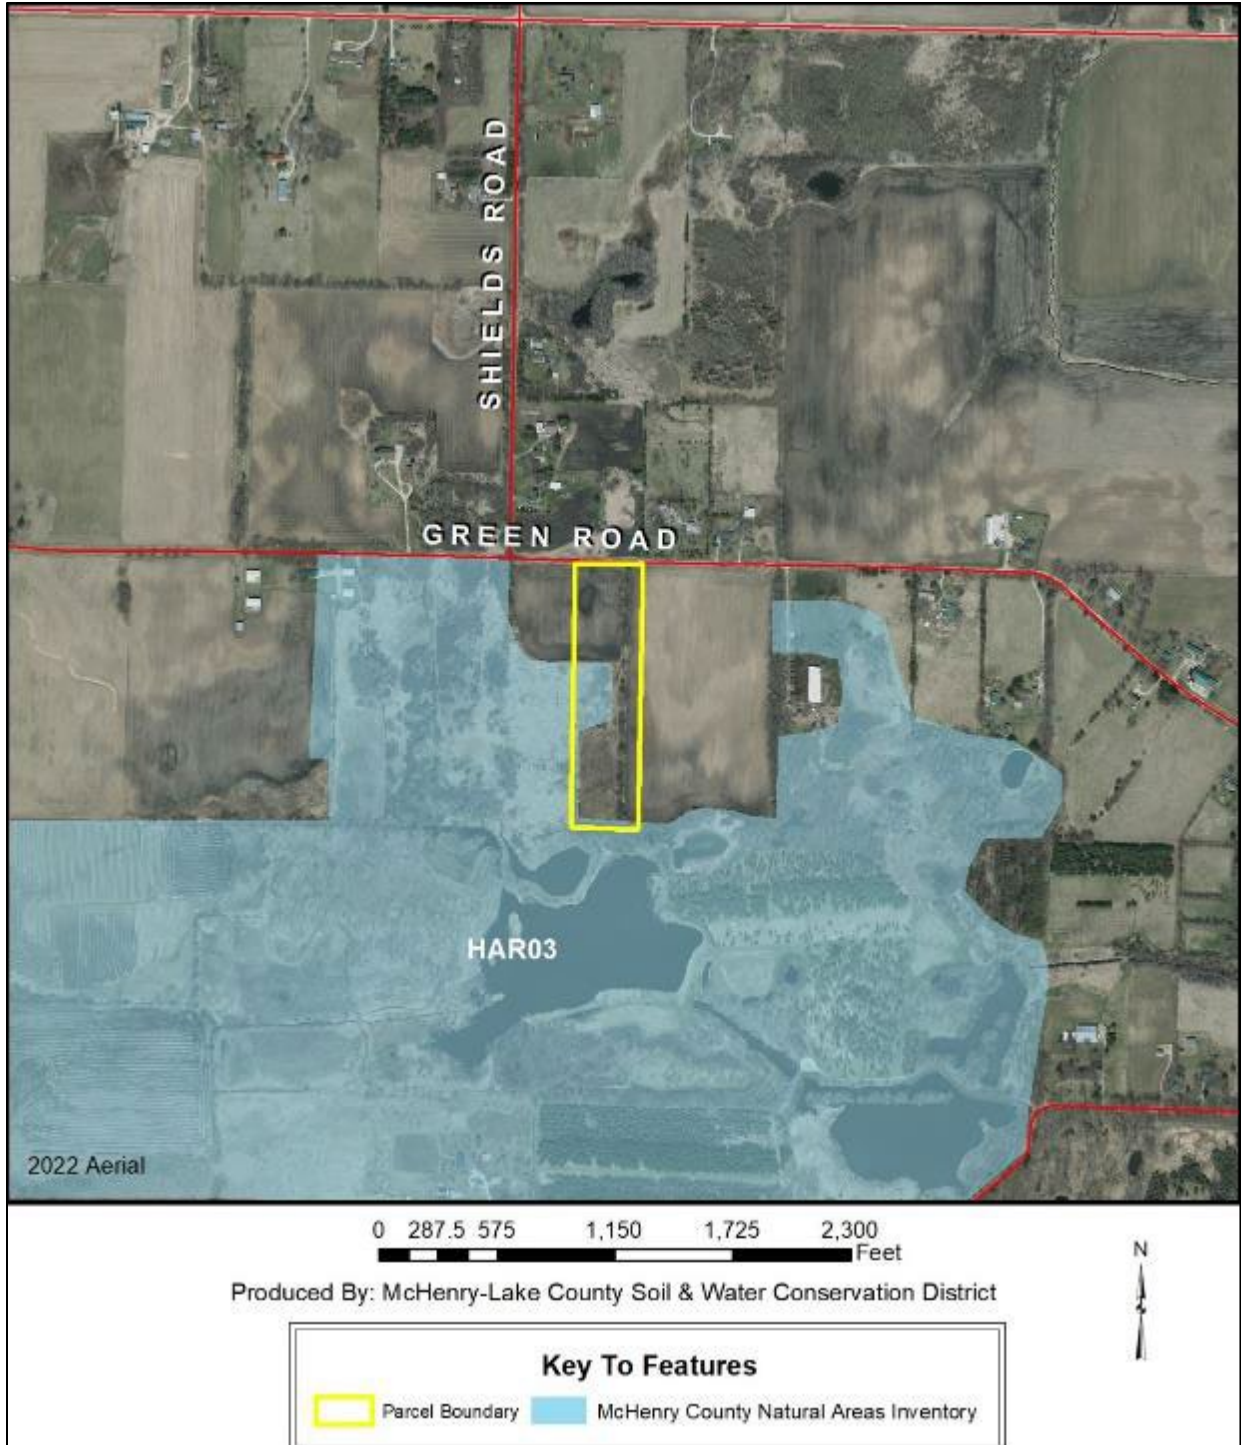 SHIELDS ROAD
GREEN ROAD
HAR03
2022 Aerial
0 287.5 575 1,150 1,725 2,300
Feet
N
Produced By: McHenry-Lake County Soil & Water Conservation District
Key To Features
Parcel Boundary McHenry County Natural Areas Inventory